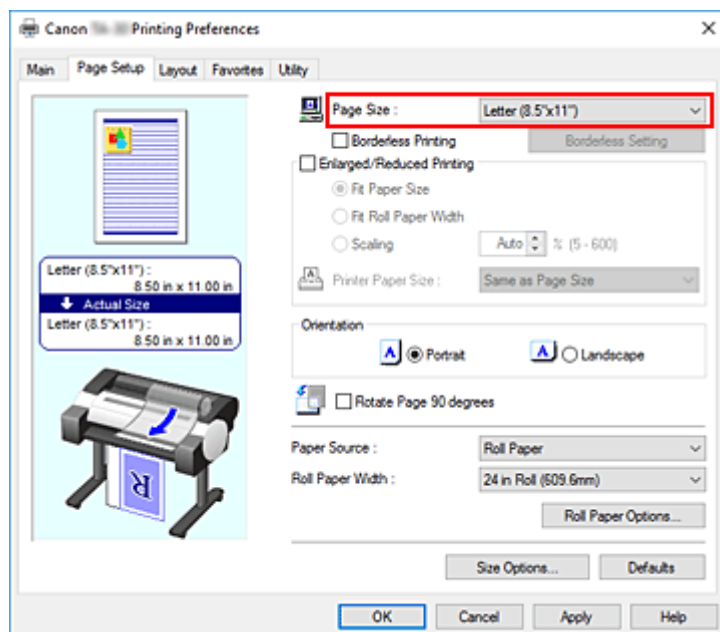 Canon Printing Preferences
Main Page Setup Layout Favorites Utility
Page Size : Letter (8.5"x11")
Borderless Printing Borderless Setting
Enlarged/Reduced Printing
Fit Paper Size
Fit Roll Paper Width
Scaling Auto % (5 - 600)
Printer Paper Size : Same as Page Size
Letter (8.5"x11") :
8.50 in x 11.00 in
Actual Size
Letter (8.5"x11") :
8.50 in x 11.00 in
Orientation
A Portrait A Landscape
Rotate Page 90 degrees
Paper Source : Roll Paper
Roll Paper Width : 24 in Roll (609.6mm)
Roll Paper Options...
R
Size Options... Defaults
OK Cancel Apply Help